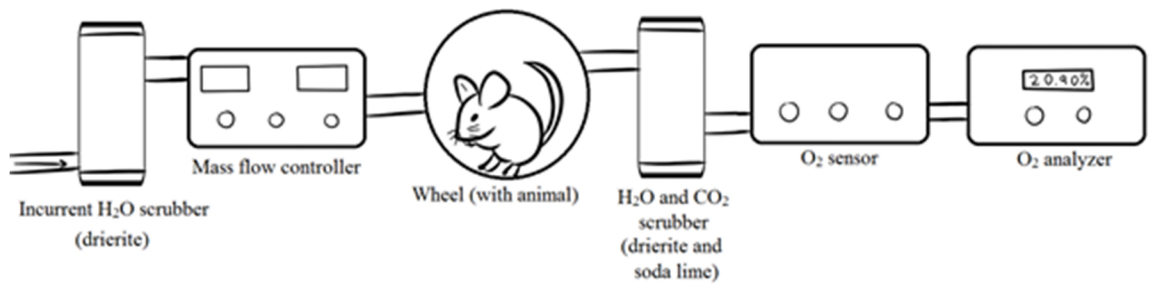 20.90%
Mass flow controller
O₂ sensor
O₂ analyzer
Wheel (with animal)
Incurrent H₂O scrubber
(drierite)
H₂O and CO₂
scrubber
(drierite and
soda lime)